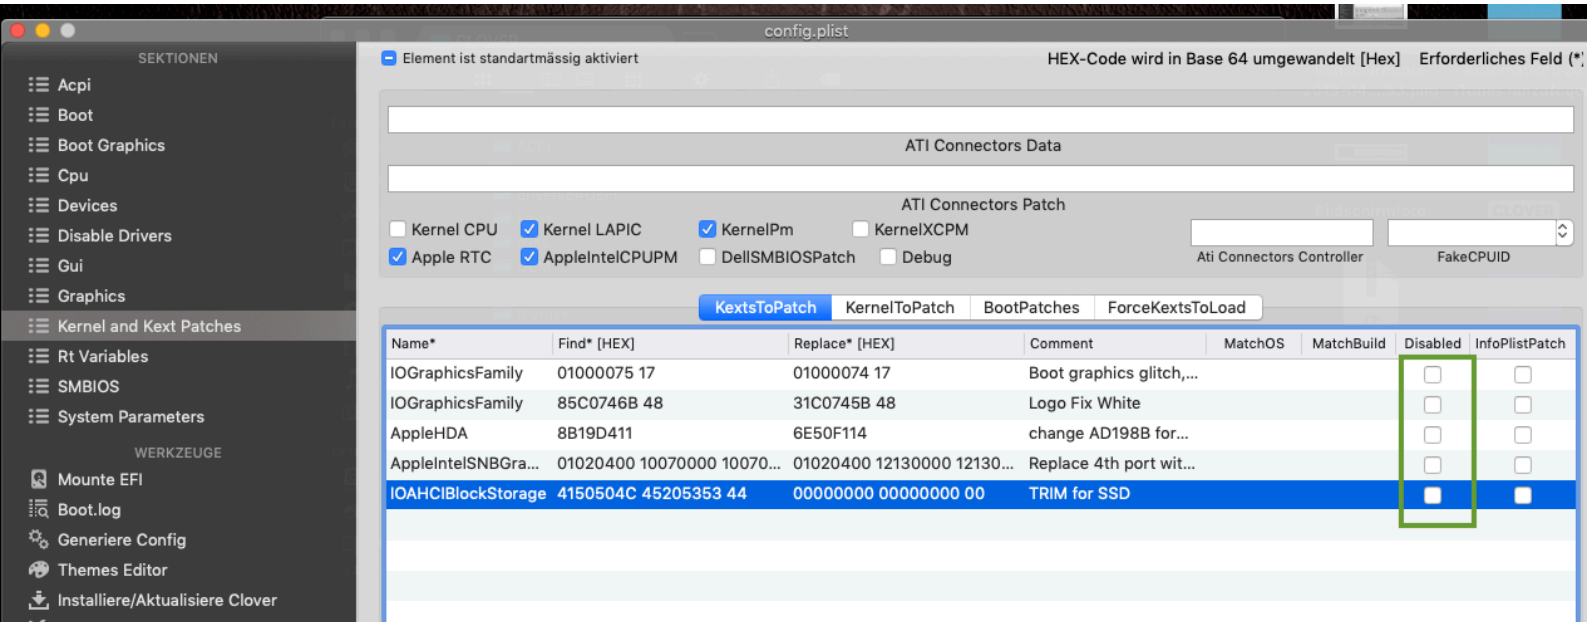 config.plist
SEKTIONEN
Acpi
Boot
Boot Graphics
Cpu
Devices
Disable Drivers
Gui
Graphics
Kernel and Kext Patches
Rt Variables
SMBIOS
System Parameters
WERKZEUGE
Mounte EFI
Boot.log
Generiere Config
Themes Editor
Installiere/Aktualisiere Clover
Element ist standartmässig aktiviert
HEX-Code wird in Base 64 umgewandelt [Hex] Erforderliches Feld (*)
ATI Connectors Data
ATI Connectors Patch
Kernel CPU Kernel LAPIC KernelPm KernelXCPM
Apple RTC AppleIntelCPUPM DellSMBIOSPatch Debug
Ati Connectors Controller FakeCPUID
KextsToPatch KernelToPatch BootPatches ForceKextsToLoad
Name* Find* [HEX] Replace* [HEX] Comment MatchOS MatchBuild Disabled InfoPlistPatch
IOGraphicsFamily 01000075 17 01000074 17 Boot graphics glitch,...
IOGraphicsFamily 85C0746B 48 31C0745B 48 Logo Fix White
AppleHDA 8B19D411 6E50F114 change AD198B for...
AppleIntelSNBGra... 01020400 10070000 10070... 01020400 12130000 12130... Replace 4th port wit...
IOAHCIBlockStorage 4150504C 45205353 44 00000000 00000000 00 TRIM for SSD